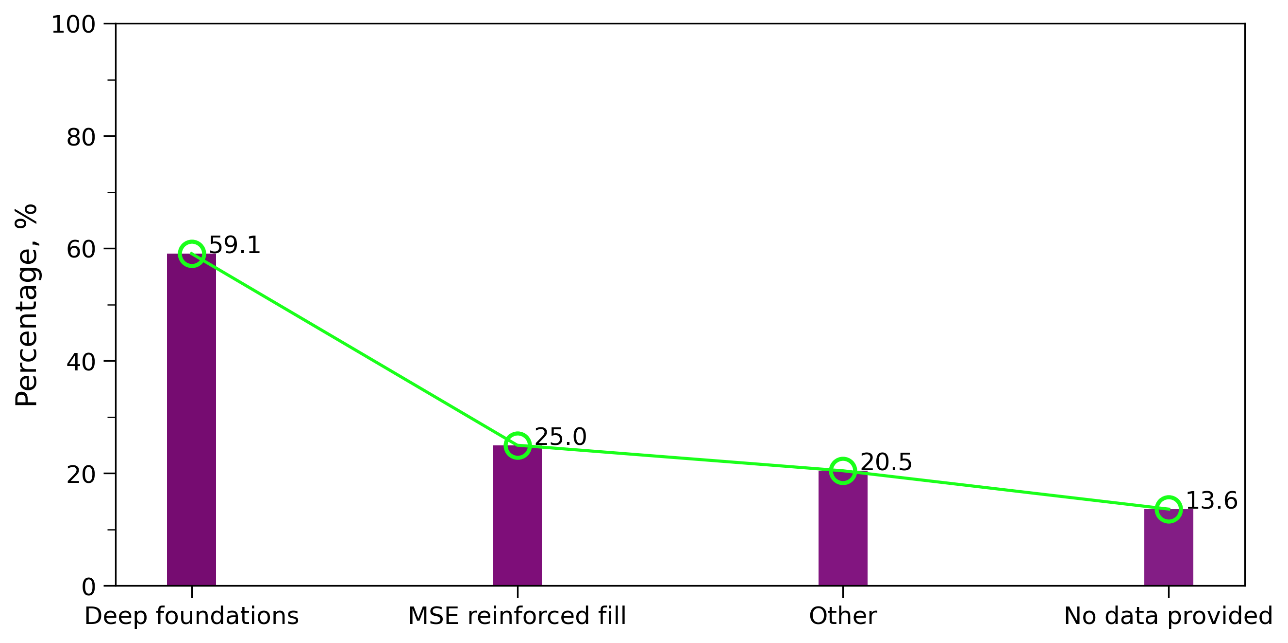 100
80
60
40
20
0
Percentage, %
59.1
25.0
20.5
13.6
Deep foundations
MSE reinforced fill
Other
No data provided